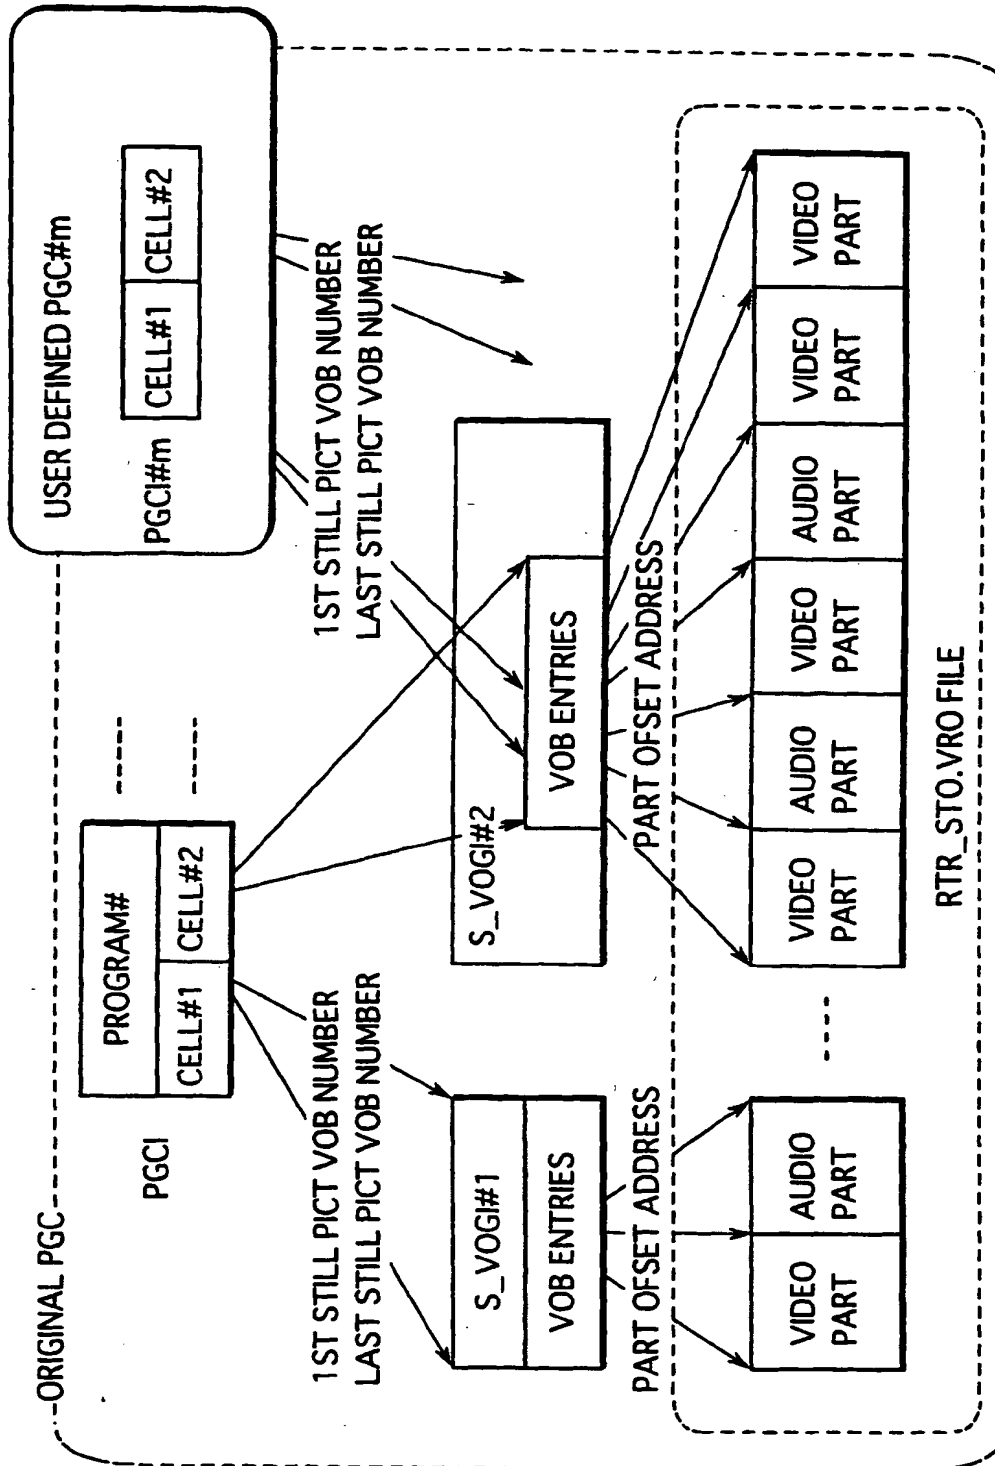 ORIGINAL PGC
USER DEFINED PGC#m
PROGRAM#
PGCI
CELL#1
CELL#2
PGCI#m
CELL#1
CELL#2
1ST STILL PICT VOB NUMBER
LAST STILL PICT VOB NUMBER
1ST STILL PICT VOB NUMBER
LAST STILL PICT VOB NUMBER
S_VOGI#1
VOB ENTRIES
S_VOGI#2
VOB ENTRIES
PART OFSET ADDRESS
PART OFSET ADDRESS
VIDEO
PART
AUDIO
PART
VIDEO
PART
AUDIO
PART
VIDEO
PART
AUDIO
PART
VIDEO
PART
VIDEO
PART
RTR_STO.VRO FILE